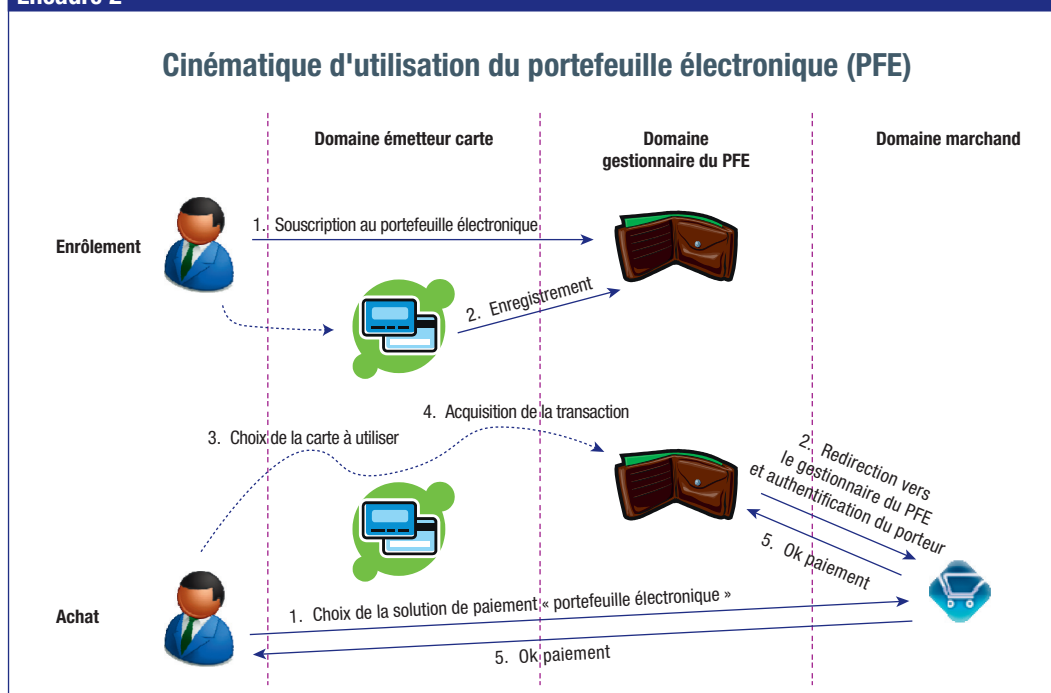 Encadré 2
Cinématique d'utilisation du portefeuille électronique (PFE)
Domaine émetteur carte
Domaine
gestionnaire du PFE
Domaine marchand
Enrôlement
1. Souscription au portefeuille électronique
2. Enregistrement
4. Acquisition de la transaction
3. Choix de la carte à utiliser
2. Redirection vers
le gestionnaire du PFE
et authentification du porteur
5. Ok paiement
Achat
1. Choix de la solution de paiement « portefeuille électronique »
5. Ok paiement